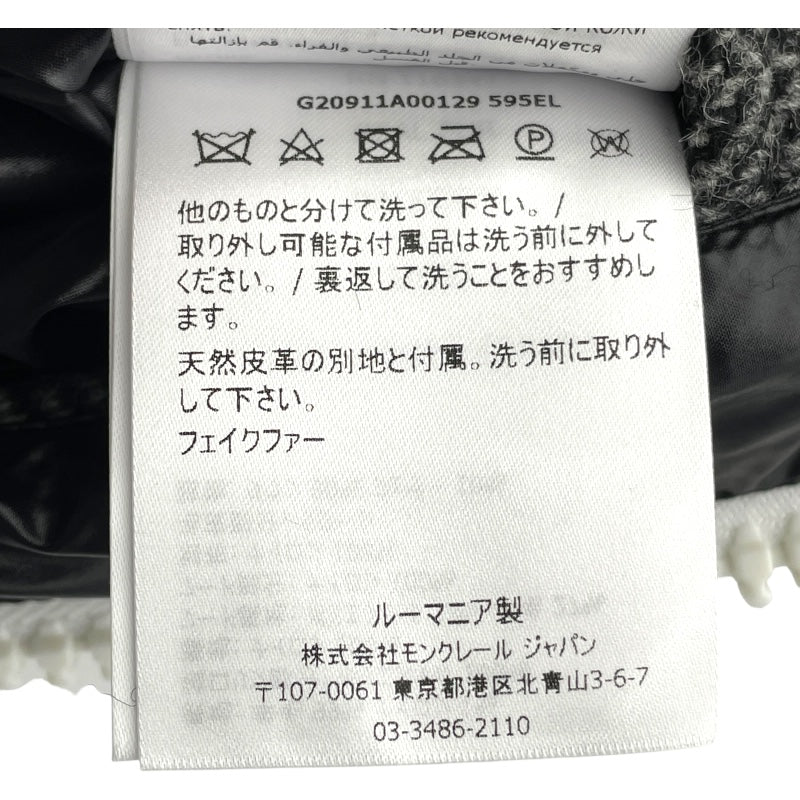 рекомендуется
G20911A00129 595EL
P
W
他のものと分けて洗って下さい。/
取り外し可能な付属品は洗う前に外して
ください。/ 裏返して洗うことをおすすめし
ます。
天然皮革の別地と付属。洗う前に取り外
して下さい。
フェイクファー
ルーマニア製
株式会社モンクレール ジャパン
〒107-0061 東京都港区北青山3-6-7
03-3486-2110